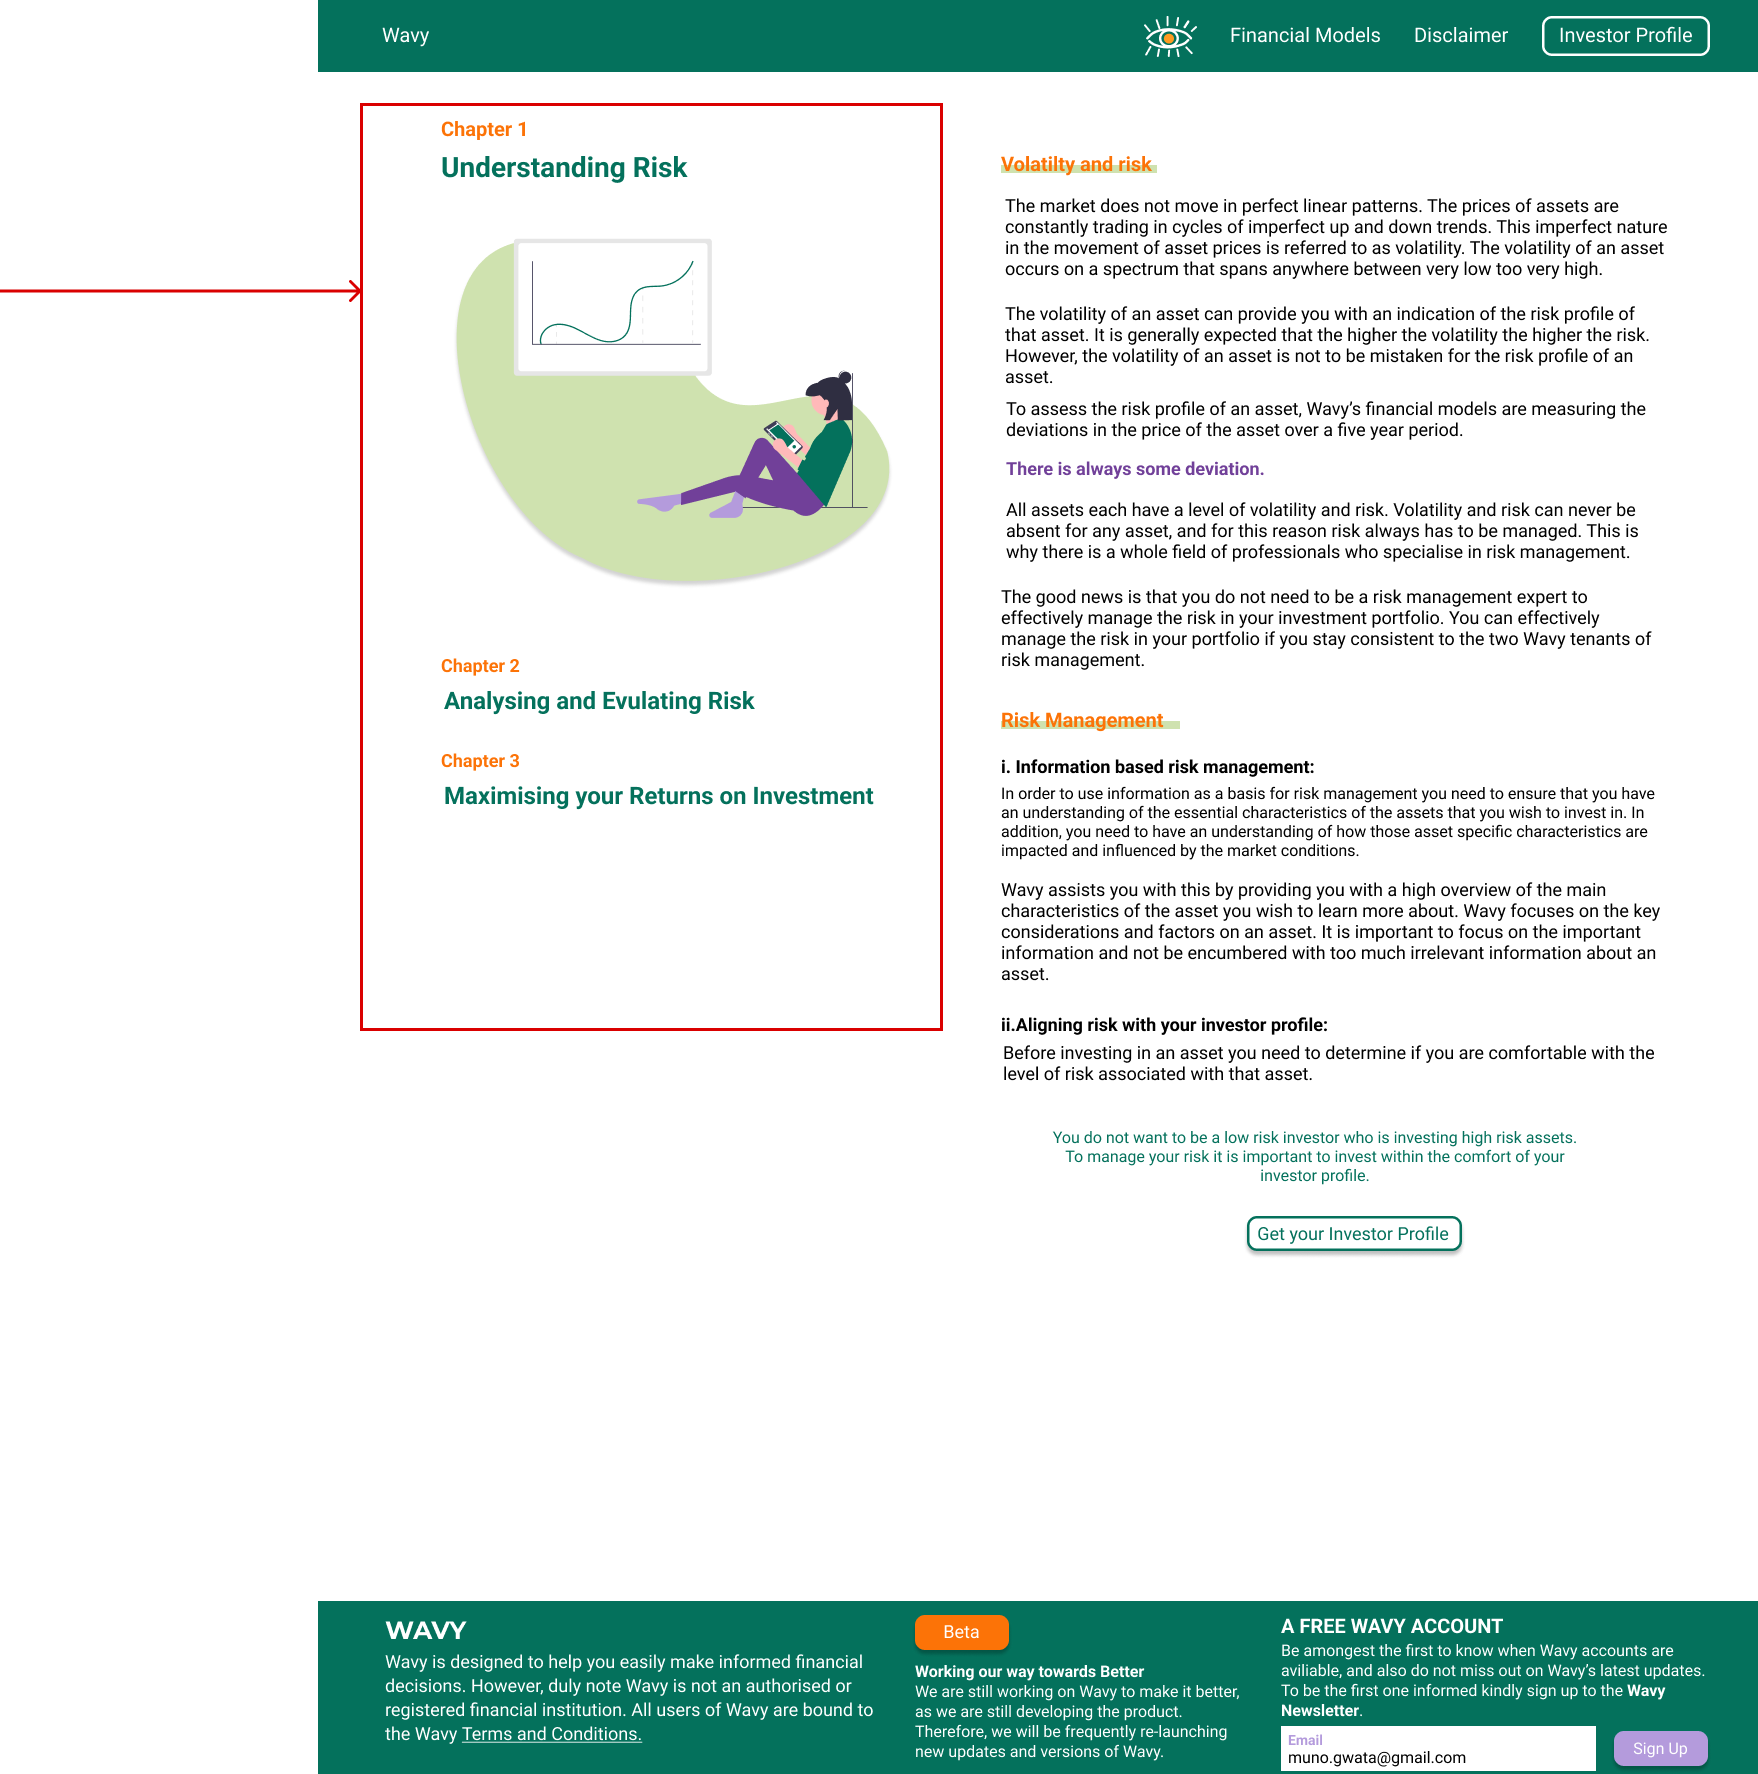 Wavy
Financial Models
Disclaimer
Investor Profile
Chapter 1
Understanding Risk
Chapter 2
Analysing and Evulating Risk
Chapter 3
Maximising your Returns on Investment
Volatilty and risk
The market does not move in perfect linear patterns. The prices of assets are
constantly trading in cycles of imperfect up and down trends. This imperfect nature
in the movement of asset prices is referred to as volatility. The volatility of an asset
occurs on a spectrum that spans anywhere between very low too very high.
The volatility of an asset can provide you with an indication of the risk profile of
that asset. It is generally expected that the higher the volatility the higher the risk.
However, the volatility of an asset is not to be mistaken for the risk profile of an
asset.
To assess the risk profile of an asset, Wavy's financial models are measuring the
deviations in the price of the asset over a five year period.
There is always some deviation.
All assets each have a level of volatility and risk. Volatility and risk can never be
absent for any asset, and for this reason risk always has to be managed. This is
why there is a whole field of professionals who specialise in risk management.
The good news is that you do not need to be a risk management expert to
effectively manage the risk in your investment portfolio. You can effectively
manage the risk in your portfolio if you stay consistent to the two Wavy tenants of
risk management.
Risk Management
i. Information based risk management:
In order to use information as a basis for risk management you need to ensure that you have
an understanding of the essential characteristics of the assets that you wish to invest in. In
addition, you need to have an understanding of how those asset specific characteristics are
impacted and influenced by the market conditions.
Wavy assists you with this by providing you with a high overview of the main
characteristics of the asset you wish to learn more about. Wavy focuses on the key
considerations and factors on an asset. It is important to focus on the important
information and not be encumbered with too much irrelevant information about an
asset.
ii.Aligning risk with your investor profile:
Before investing in an asset you need to determine if you are comfortable with the
level of risk associated with that asset.
You do not want to be a low risk investor who is investing high risk assets.
To manage your risk it is important to invest within the comfort of your
investor profile.
Get your Investor Profile
WAVY
Wavy is designed to help you easily make informed financial
decisions. However, duly note Wavy is not an authorised or
registered financial institution. All users of Wavy are bound to
the Wavy Terms and Conditions.
Beta
Working our way towards Better
We are still working on Wavy to make it better,
as we are still developing the product.
Therefore, we will be frequently re-launching
new updates and versions of Wavy.
A FREE WAVY ACCOUNT
Be amongest the first to know when Wavy accounts are
aviliable, and also do not miss out on Wavy's latest updates.
To be the first one informed kindly sign up to the Wavy
Newsletter.
Email
muno.gwata@gmail.com
Sign Up